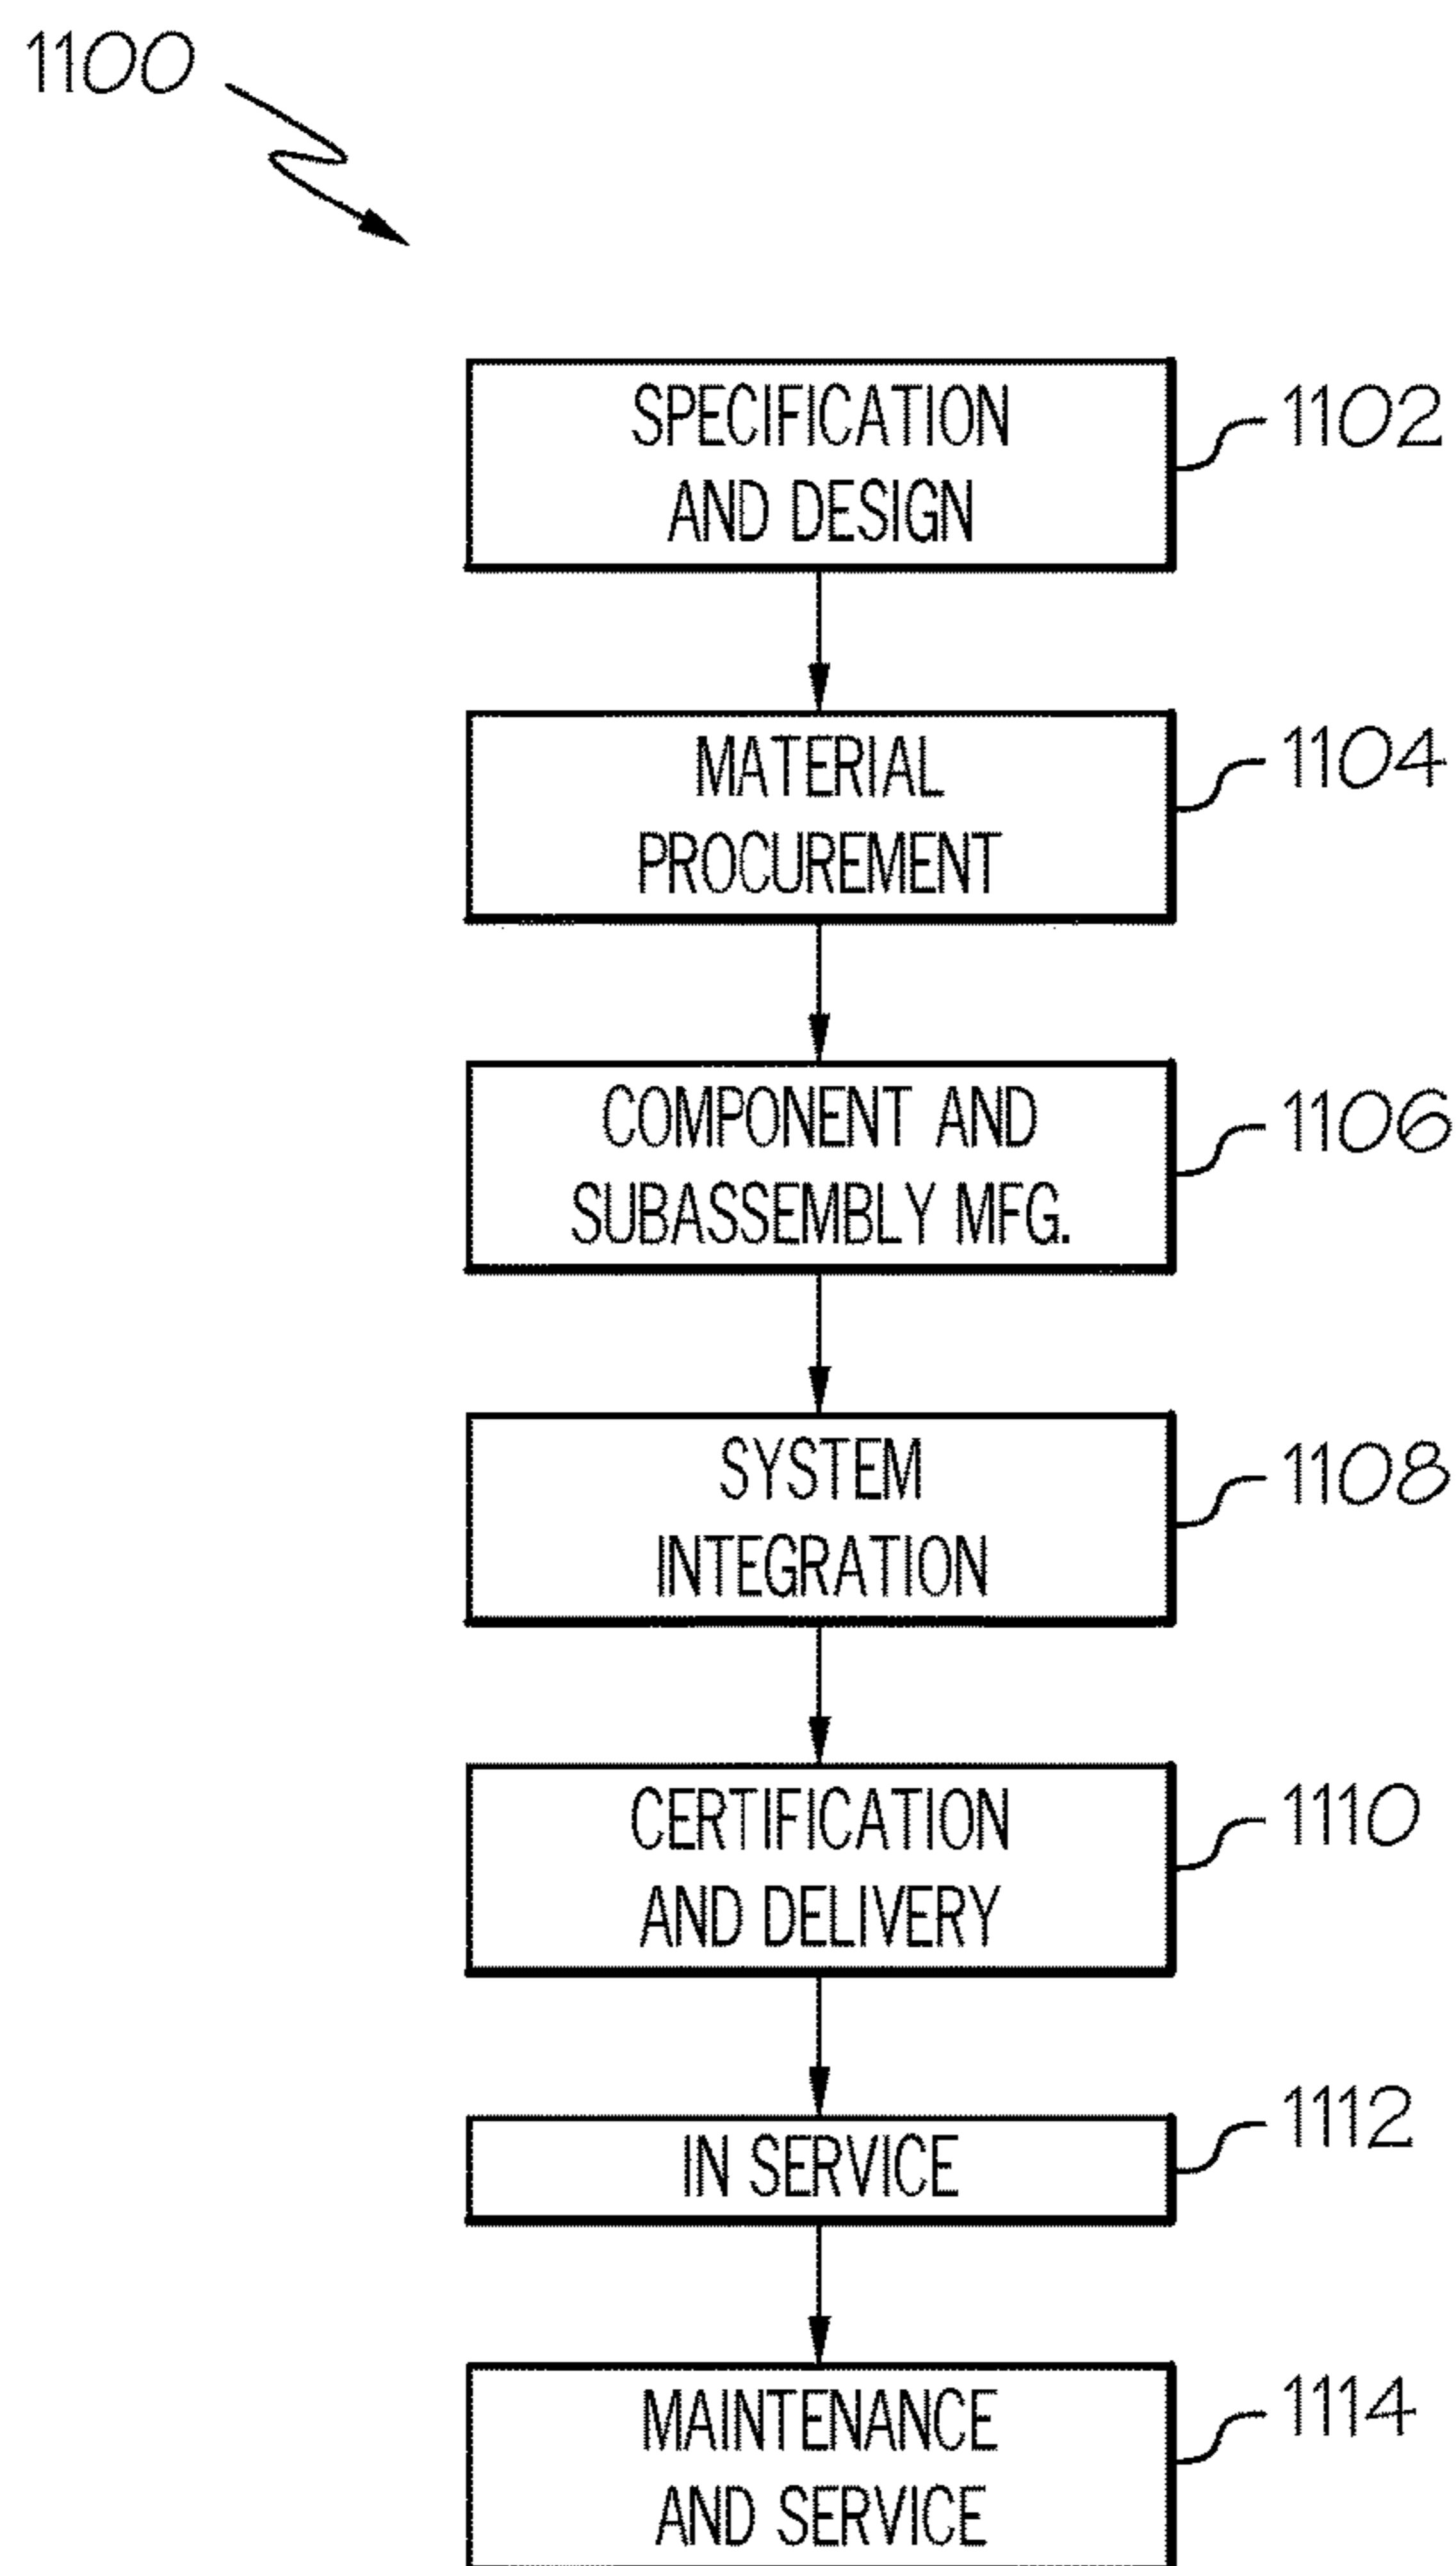 1100
SPECIFICATION
AND DESIGN
1102
MATERIAL
PROCUREMENT
1104
COMPONENT AND
SUBASSEMBLY MFG.
1106
SYSTEM
INTEGRATION
1108
CERTIFICATION
AND DELIVERY
1110
IN SERVICE
1112
MAINTENANCE
AND SERVICE
1114